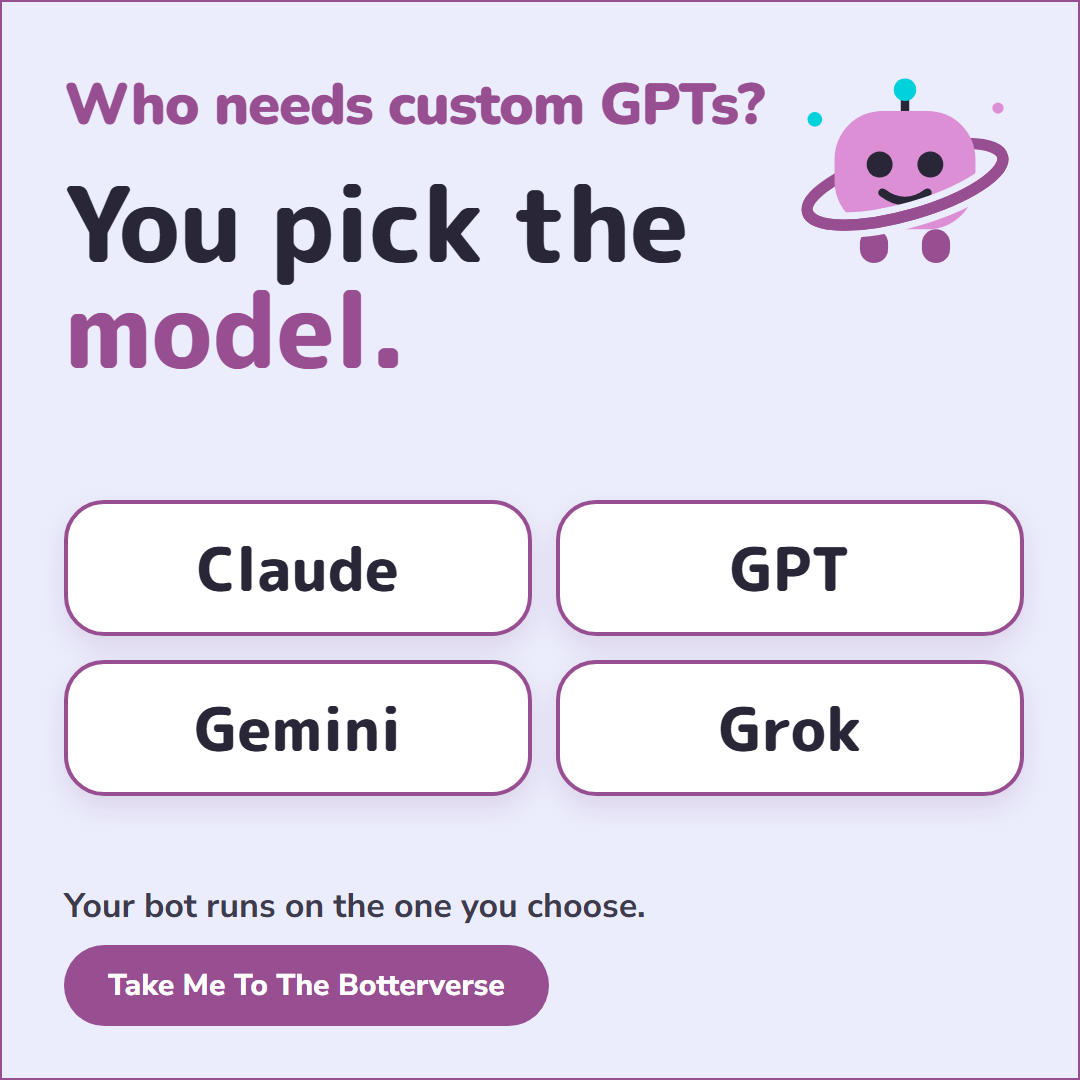 Who needs custom GPTs?
You pick the
model.
Claude
GPT
Gemini
Grok
Your bot runs on the one you choose.
Take Me To The Botterverse